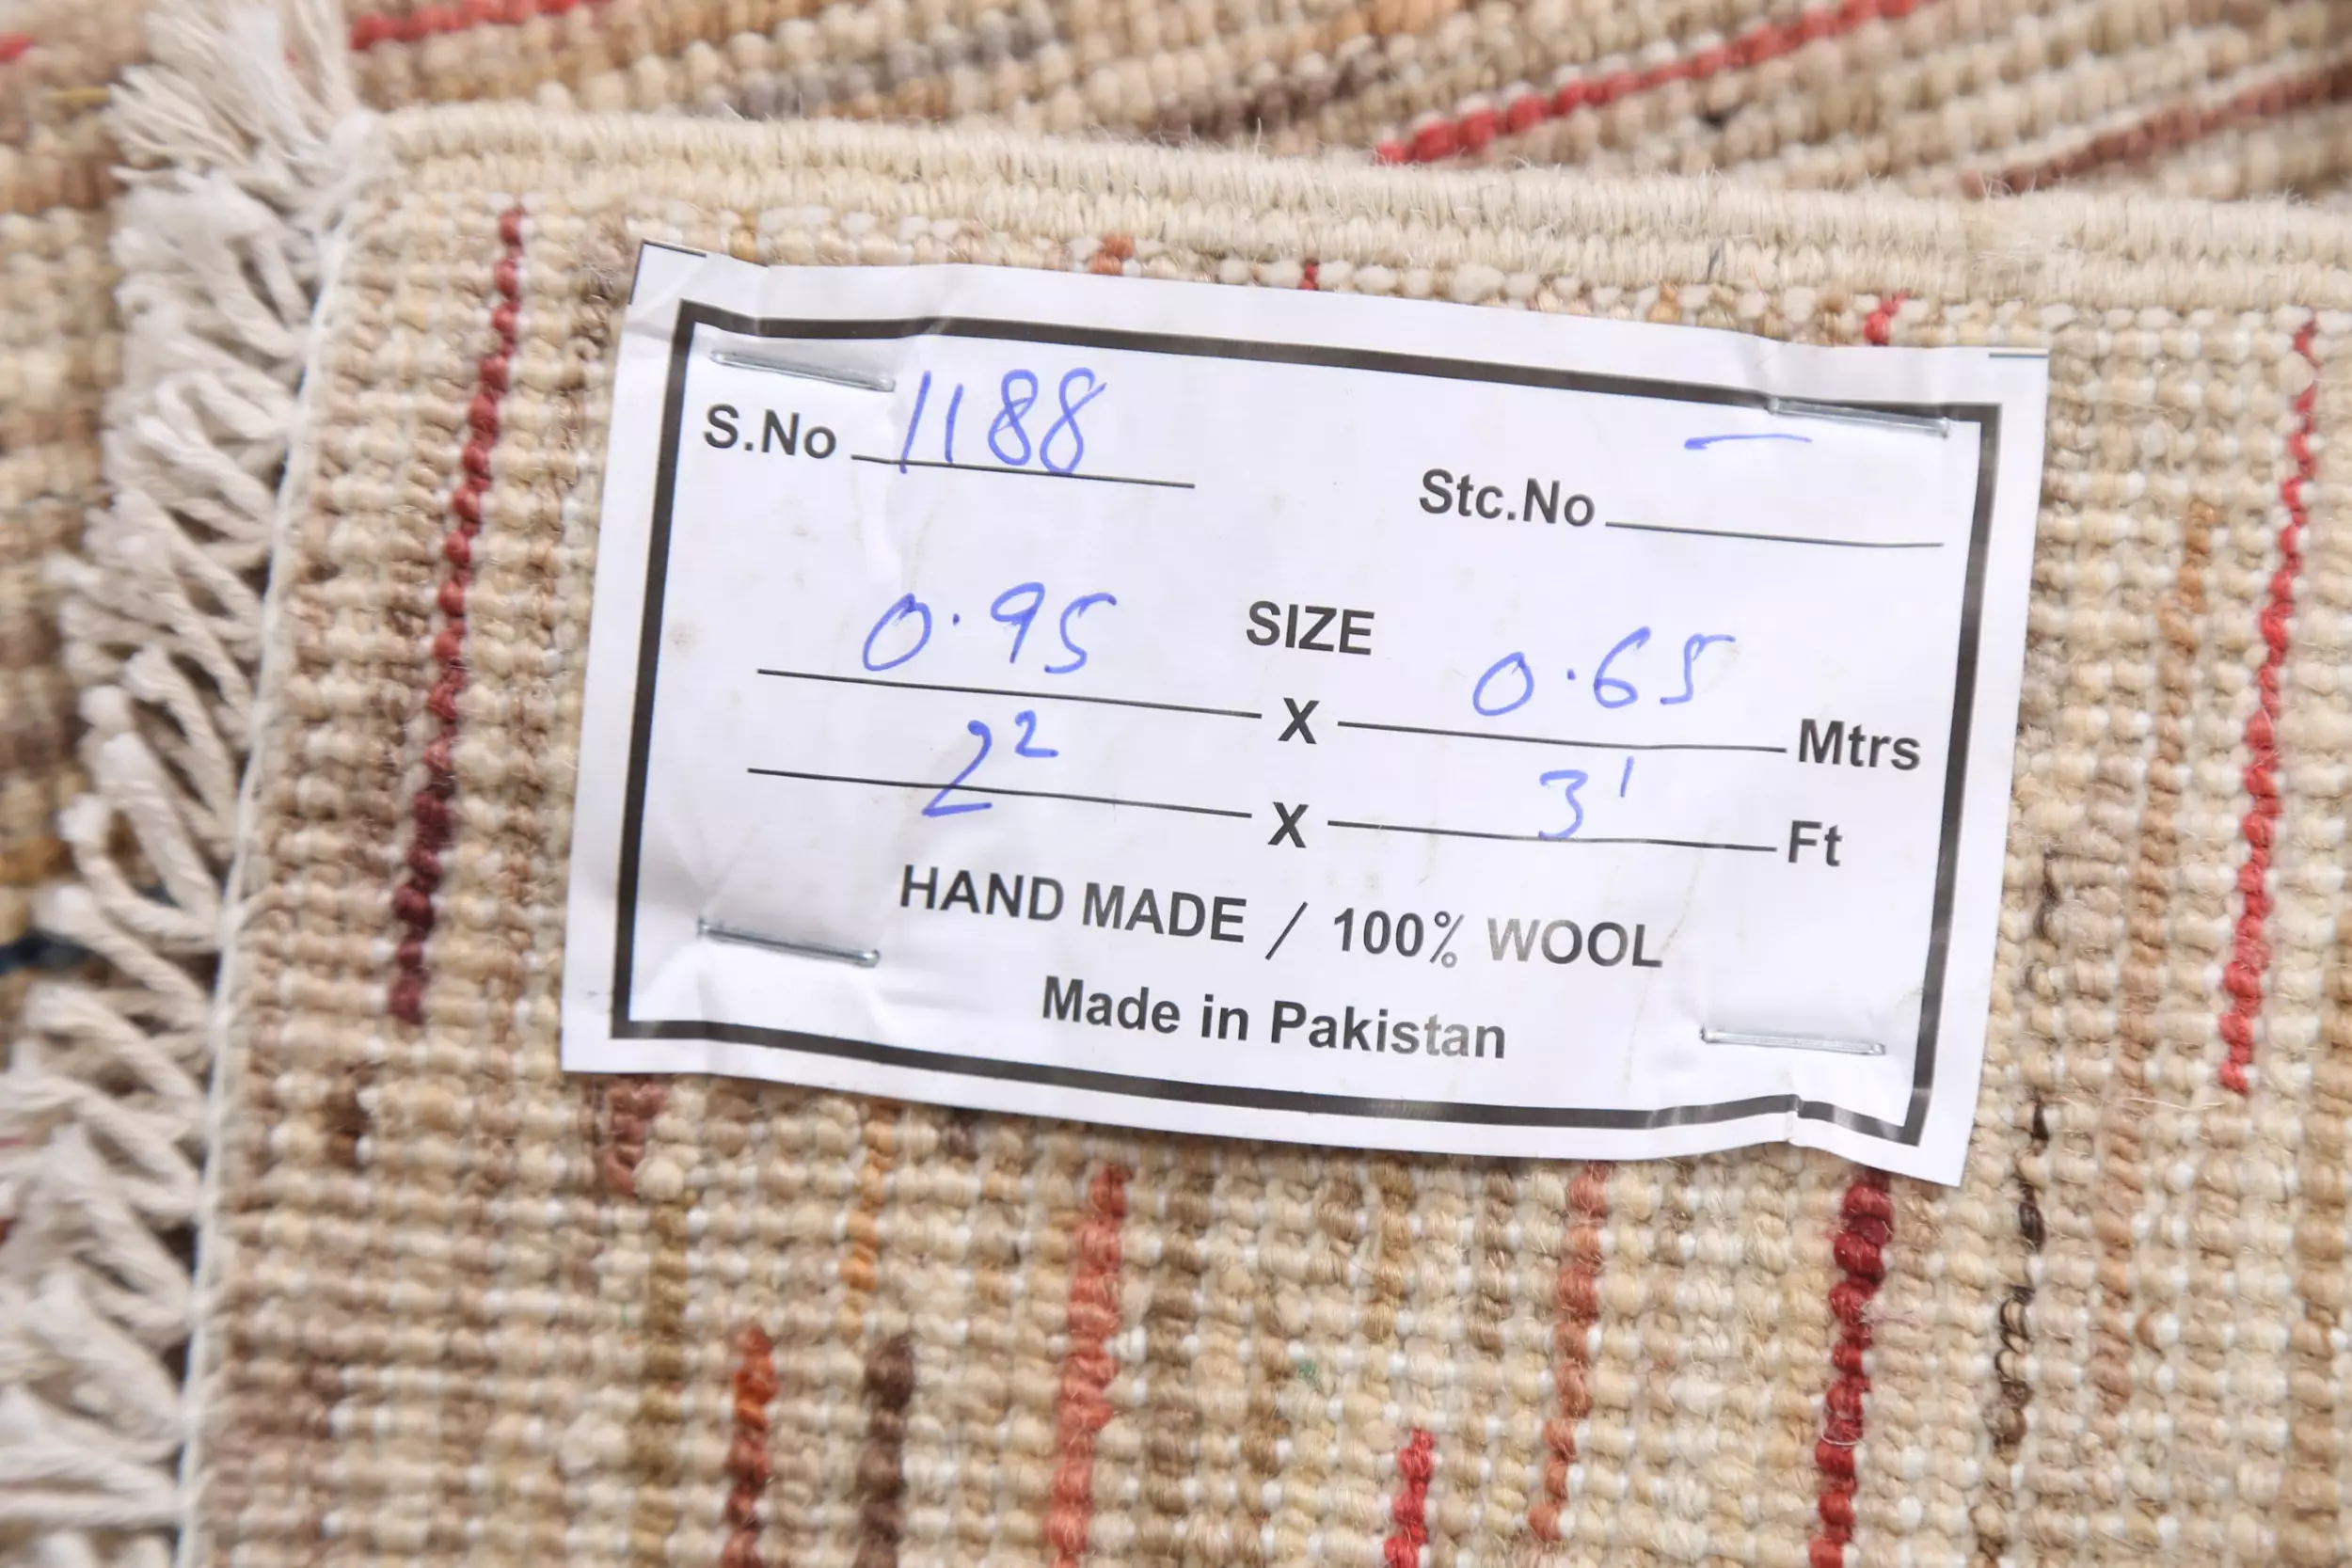 S.No 1188
Stc.No —
SIZE
0.95 X 0.65 Mtrs
2² X 3' Ft
HAND MADE / 100% WOOL
Made in Pakistan